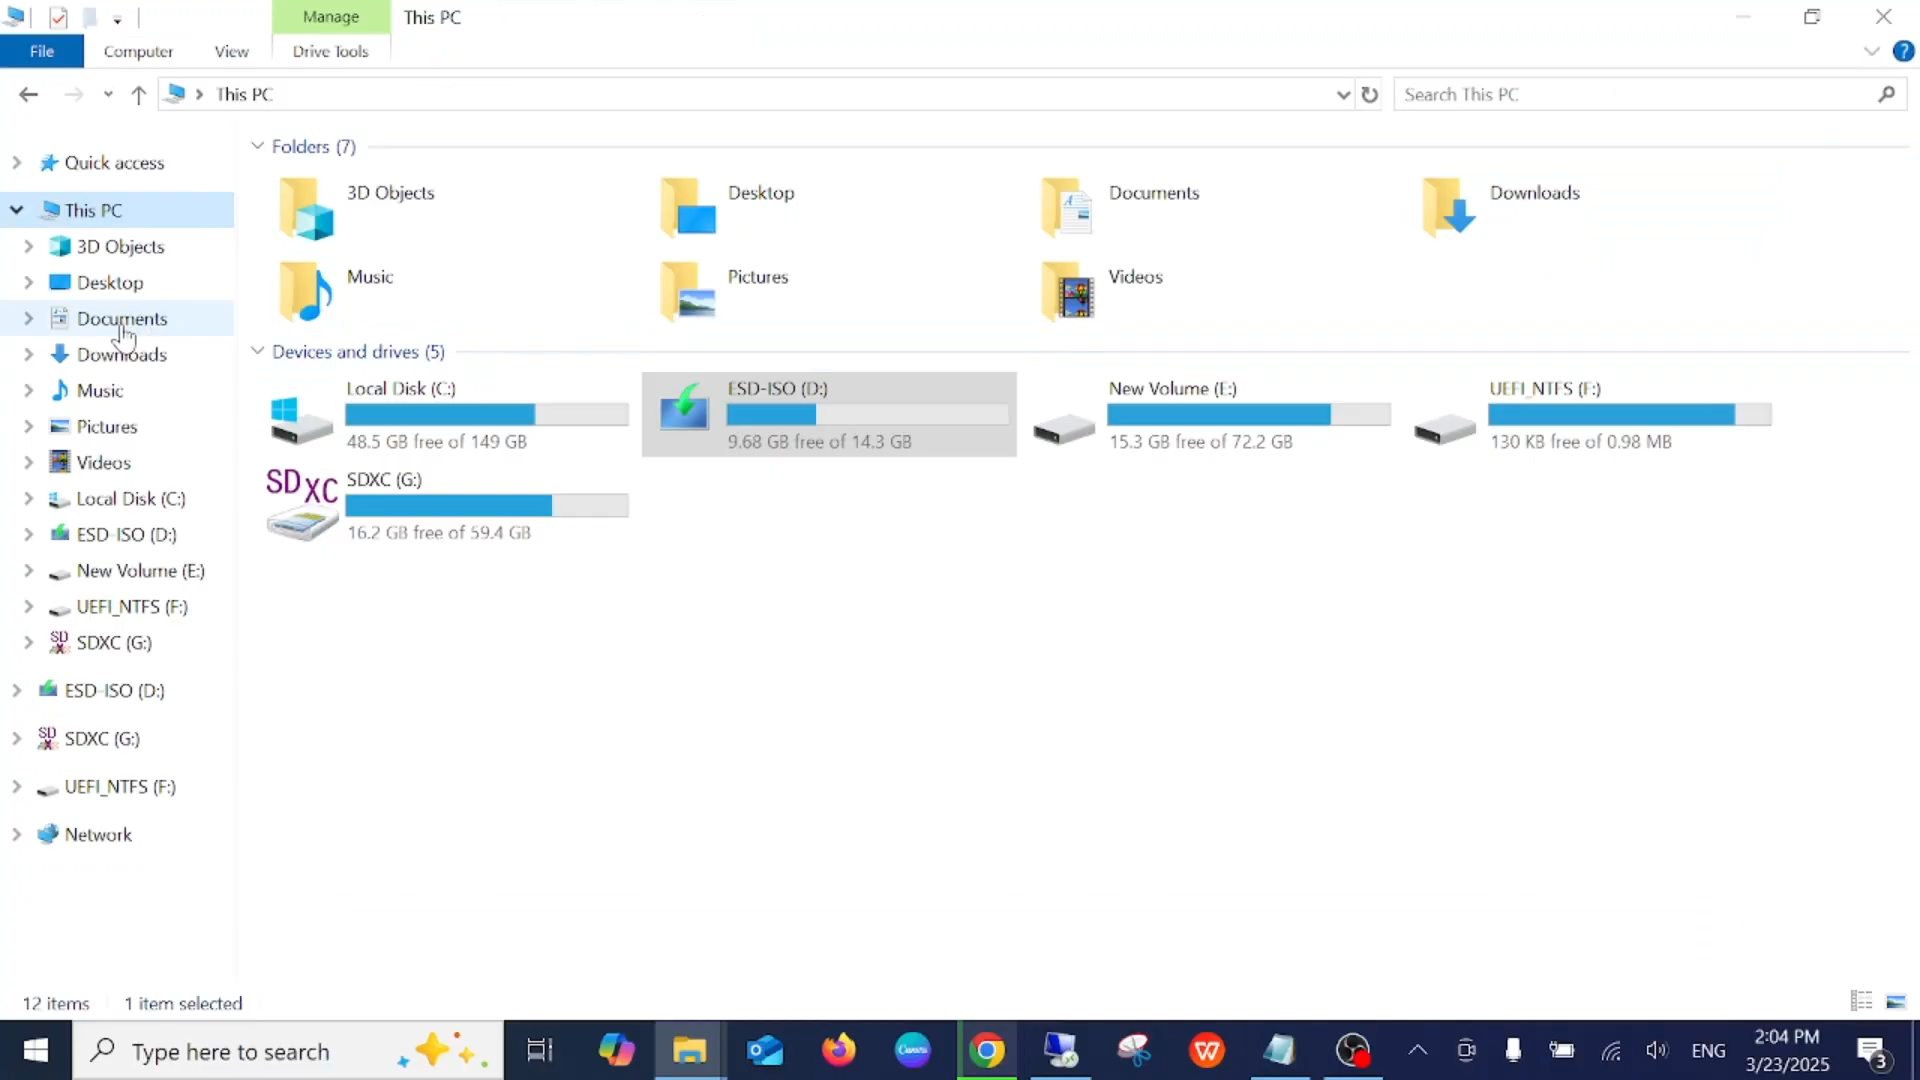 Manage
This PC
File
Computer
View
Drive Tools
This PC
Search This PC
Quick access
This PC
3D Objects
Desktop
Documents
Downloads
Music
Pictures
Videos
Local Disk (C:)
ESD-ISO (D:)
New Volume (E:)
UEFI_NTFS (F:)
SDXC (G:)
ESD-ISO (D:)
SDXC (G:)
UEFI_NTFS (F:)
Network
Folders (7)
3D Objects
Desktop
Documents
Downloads
Music
Pictures
Videos
Devices and drives (5)
Local Disk (C:)
48.5 GB free of 149 GB
ESD-ISO (D:)
9.68 GB free of 14.3 GB
New Volume (E:)
15.3 GB free of 72.2 GB
UEFI_NTFS (F:)
130 KB free of 0.98 MB
SDXC
SDXC (G:)
16.2 GB free of 59.4 GB
12 items
1 item selected
Type here to search
Canva
W
ENG
2:04 PM
3/23/2025
3